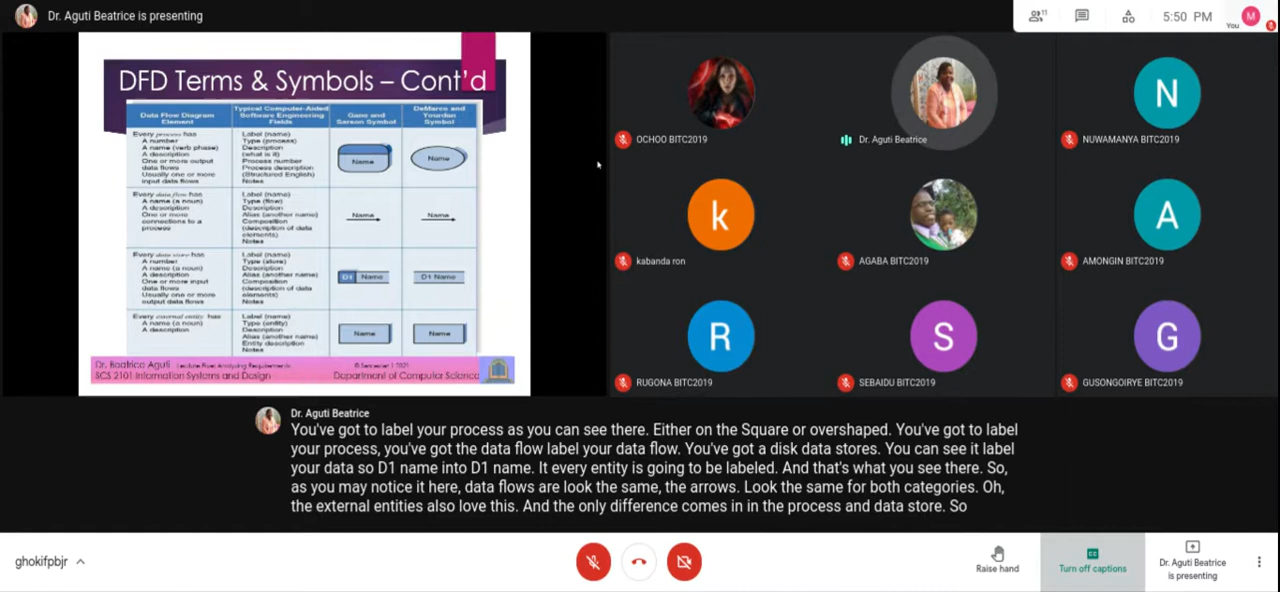 Dr. Aguti Beatrice is presenting
11
5:50 PM
M
You
DFD Terms & Symbols – Cont'd
Data Flow Diagram
Element
Typical Computer-Aided
Software Engineering
Fields
Gane and
Sarson Symbol
DeMarco and
Yourdan
Symbol
Every process has
A number
A name (verb phase)
A description
One or more output
data flows
Usually one or more
input data flows
Label (name)
Type (process)
Description
(what is it)
Process number
Process description
(Structured English)
Notes
Name
Name
Every data flow has
A name (a noun)
A description
One or more
connections to a
process
Label (name)
Type (flow)
Description
Alias (another name)
Composition
(description of data
elements)
Notes
Name
Name
Every data store has
A number
A name (a noun)
A description
One or more input
data flows
Usually one or more
output data flows
Label (name)
Type (store)
Description
Alias (another name)
Composition
(description of data
elements)
Notes
D1 Name
D1 Name
Every external entity has
A name (a noun)
A description
Label (name)
Type (entity)
Description
Alias (another name)
Entity description
Notes
Name
Name
Dr. Beatrice Aguti Lecture Five: Analyzing Requirements © Semester 1 2021
BCS 2101 Information Systems and Design Department of Computer Science
OCHOO BITC2019
Dr. Aguti Beatrice
N
NUWAMANYA BITC2019
k
kabanda ron
AGABA BITC2019
A
AMONGIN BITC2019
R
RUGONA BITC2019
S
SEBAIDU BITC2019
G
GUSONGOIRYE BITC2019
Dr. Aguti Beatrice
You've got to label your process as you can see there. Either on the Square or overshaped. You've got to label
your process, you've got the data flow label your data flow. You've got a disk data stores. You can see it label
your data so D1 name into D1 name. It every entity is going to be labeled. And that's what you see there. So,
as you may notice it here, data flows are look the same, the arrows. Look the same for both categories. Oh,
the external entities also love this. And the only difference comes in in the process and data store. So
ghokifpbjr
Raise hand
CC
Turn off captions
Dr. Aguti Beatrice
is presenting